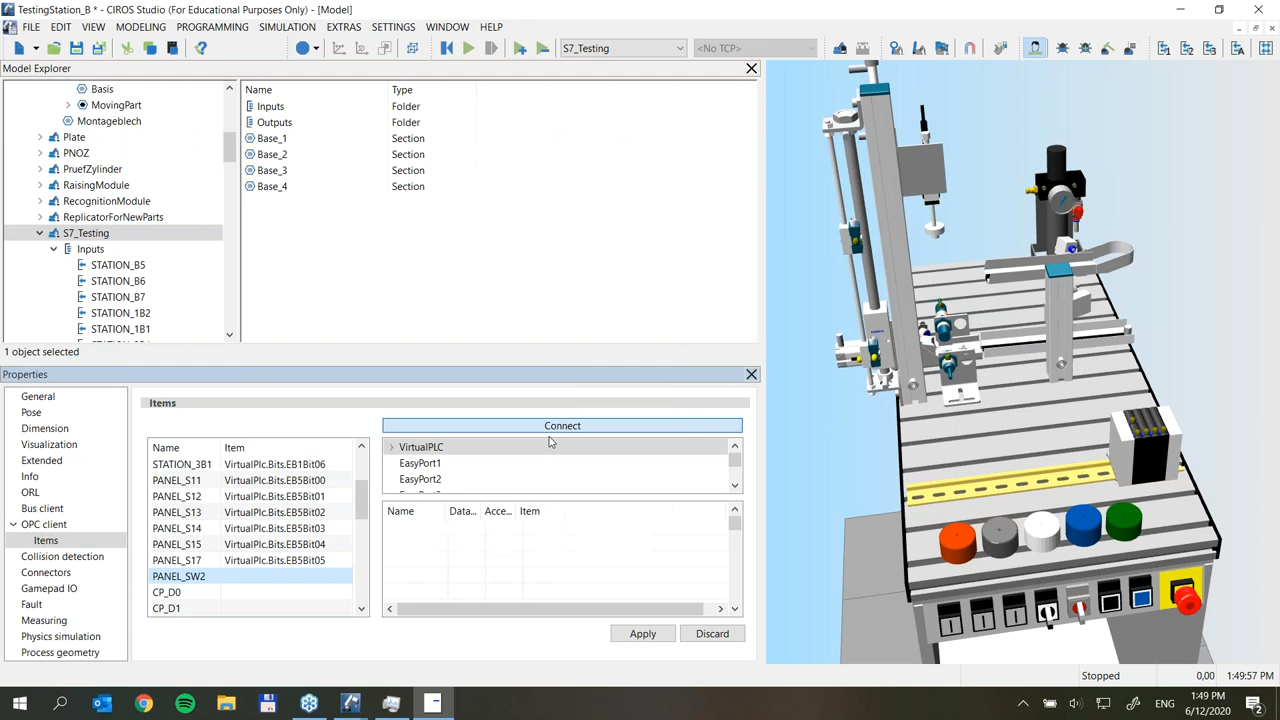 TestingStation_B * - CIROS Studio (For Educational Purposes Only) - [Model]
FILE EDIT VIEW MODELING PROGRAMMING SIMULATION EXTRAS SETTINGS WINDOW HELP
S7_Testing
<No TCP>
Model Explorer
Basis
MovingPart
Montageblech
Plate
PNOZ
PruefZylinder
RaisingModule
RecognitionModule
ReplicatorForNewParts
S7_Testing
Inputs
STATION_B5
STATION_B6
STATION_B7
STATION_1B2
STATION_1B1
Name Type
Inputs Folder
Outputs Folder
Base_1 Section
Base_2 Section
Base_3 Section
Base_4 Section
1 object selected
Properties
General
Pose
Dimension
Visualization
Extended
Info
ORL
Bus client
OPC client
Items
Collision detection
Connectors
Gamepad IO
Fault
Measuring
Physics simulation
Process geometry
Items
Connect
Name Item
STATION_3B1 VirtualPlc.Bits.EB1Bit06
PANEL_S11 VirtualPlc.Bits.EB5Bit00
PANEL_S12 VirtualPlc.Bits.EB5Bit01
PANEL_S13 VirtualPlc.Bits.EB5Bit02
PANEL_S14 VirtualPlc.Bits.EB5Bit03
PANEL_S15 VirtualPlc.Bits.EB5Bit04
PANEL_S17 VirtualPlc.Bits.EB5Bit05
PANEL_SW2
CP_D0
CP_D1
VirtualPLC
EasyPort1
EasyPort2
Name Data... Acce... Item
Apply Discard
Stopped 0,00 1:49:57 PM
ENG 1:49 PM
6/12/2020
2